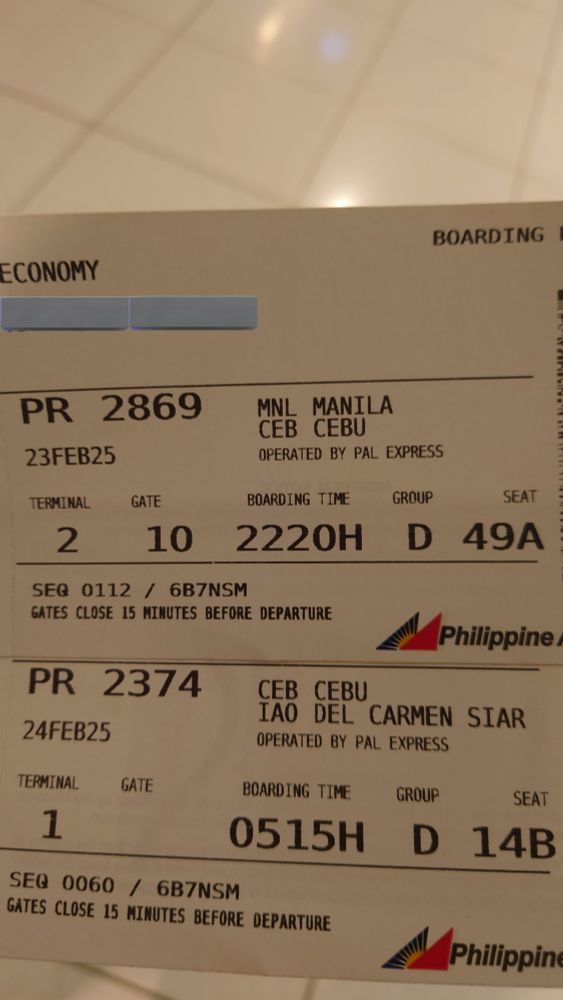 BOARDING
ECONOMY
PR 2869
MNL MANILA
CEB CEBU
23FEB25
OPERATED BY PAL EXPRESS
TERMINAL GATE BOARDING TIME GROUP SEAT
2 10 2220H D 49A
SEQ 0112 / 6B7NSM
GATES CLOSE 15 MINUTES BEFORE DEPARTURE
Philippine
PR 2374
CEB CEBU
IAO DEL CARMEN SIAR
24FEB25
OPERATED BY PAL EXPRESS
TERMINAL GATE BOARDING TIME GROUP SEAT
1 0515H D 14B
SEQ 0060 / 6B7NSM
GATES CLOSE 15 MINUTES BEFORE DEPARTURE
Philippine